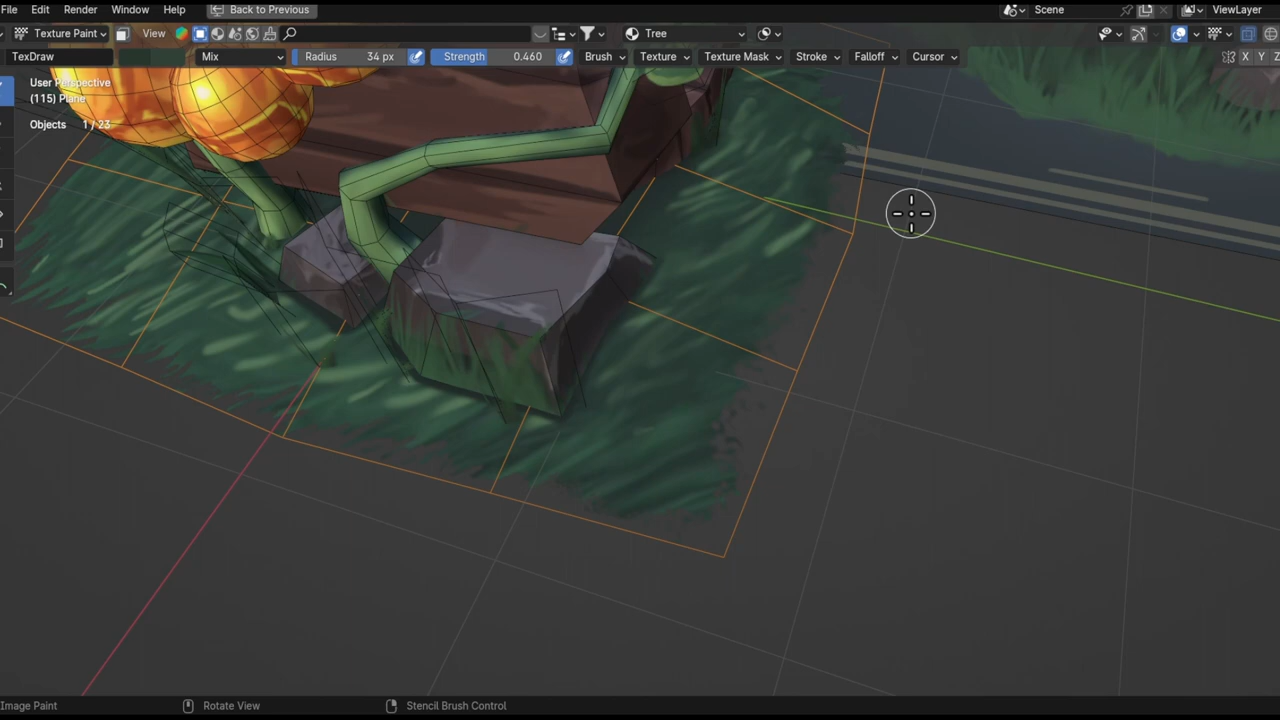 File Edit Render Window Help Back to Previous Scene ViewLayer
Texture Paint View Tree
TexDraw Mix Radius 34 px Strength 0.460 Brush Texture Texture Mask Stroke Falloff Cursor X Y Z
User Perspective
(115) Plane
Objects 1 / 23
Image Paint Rotate View Stencil Brush Control